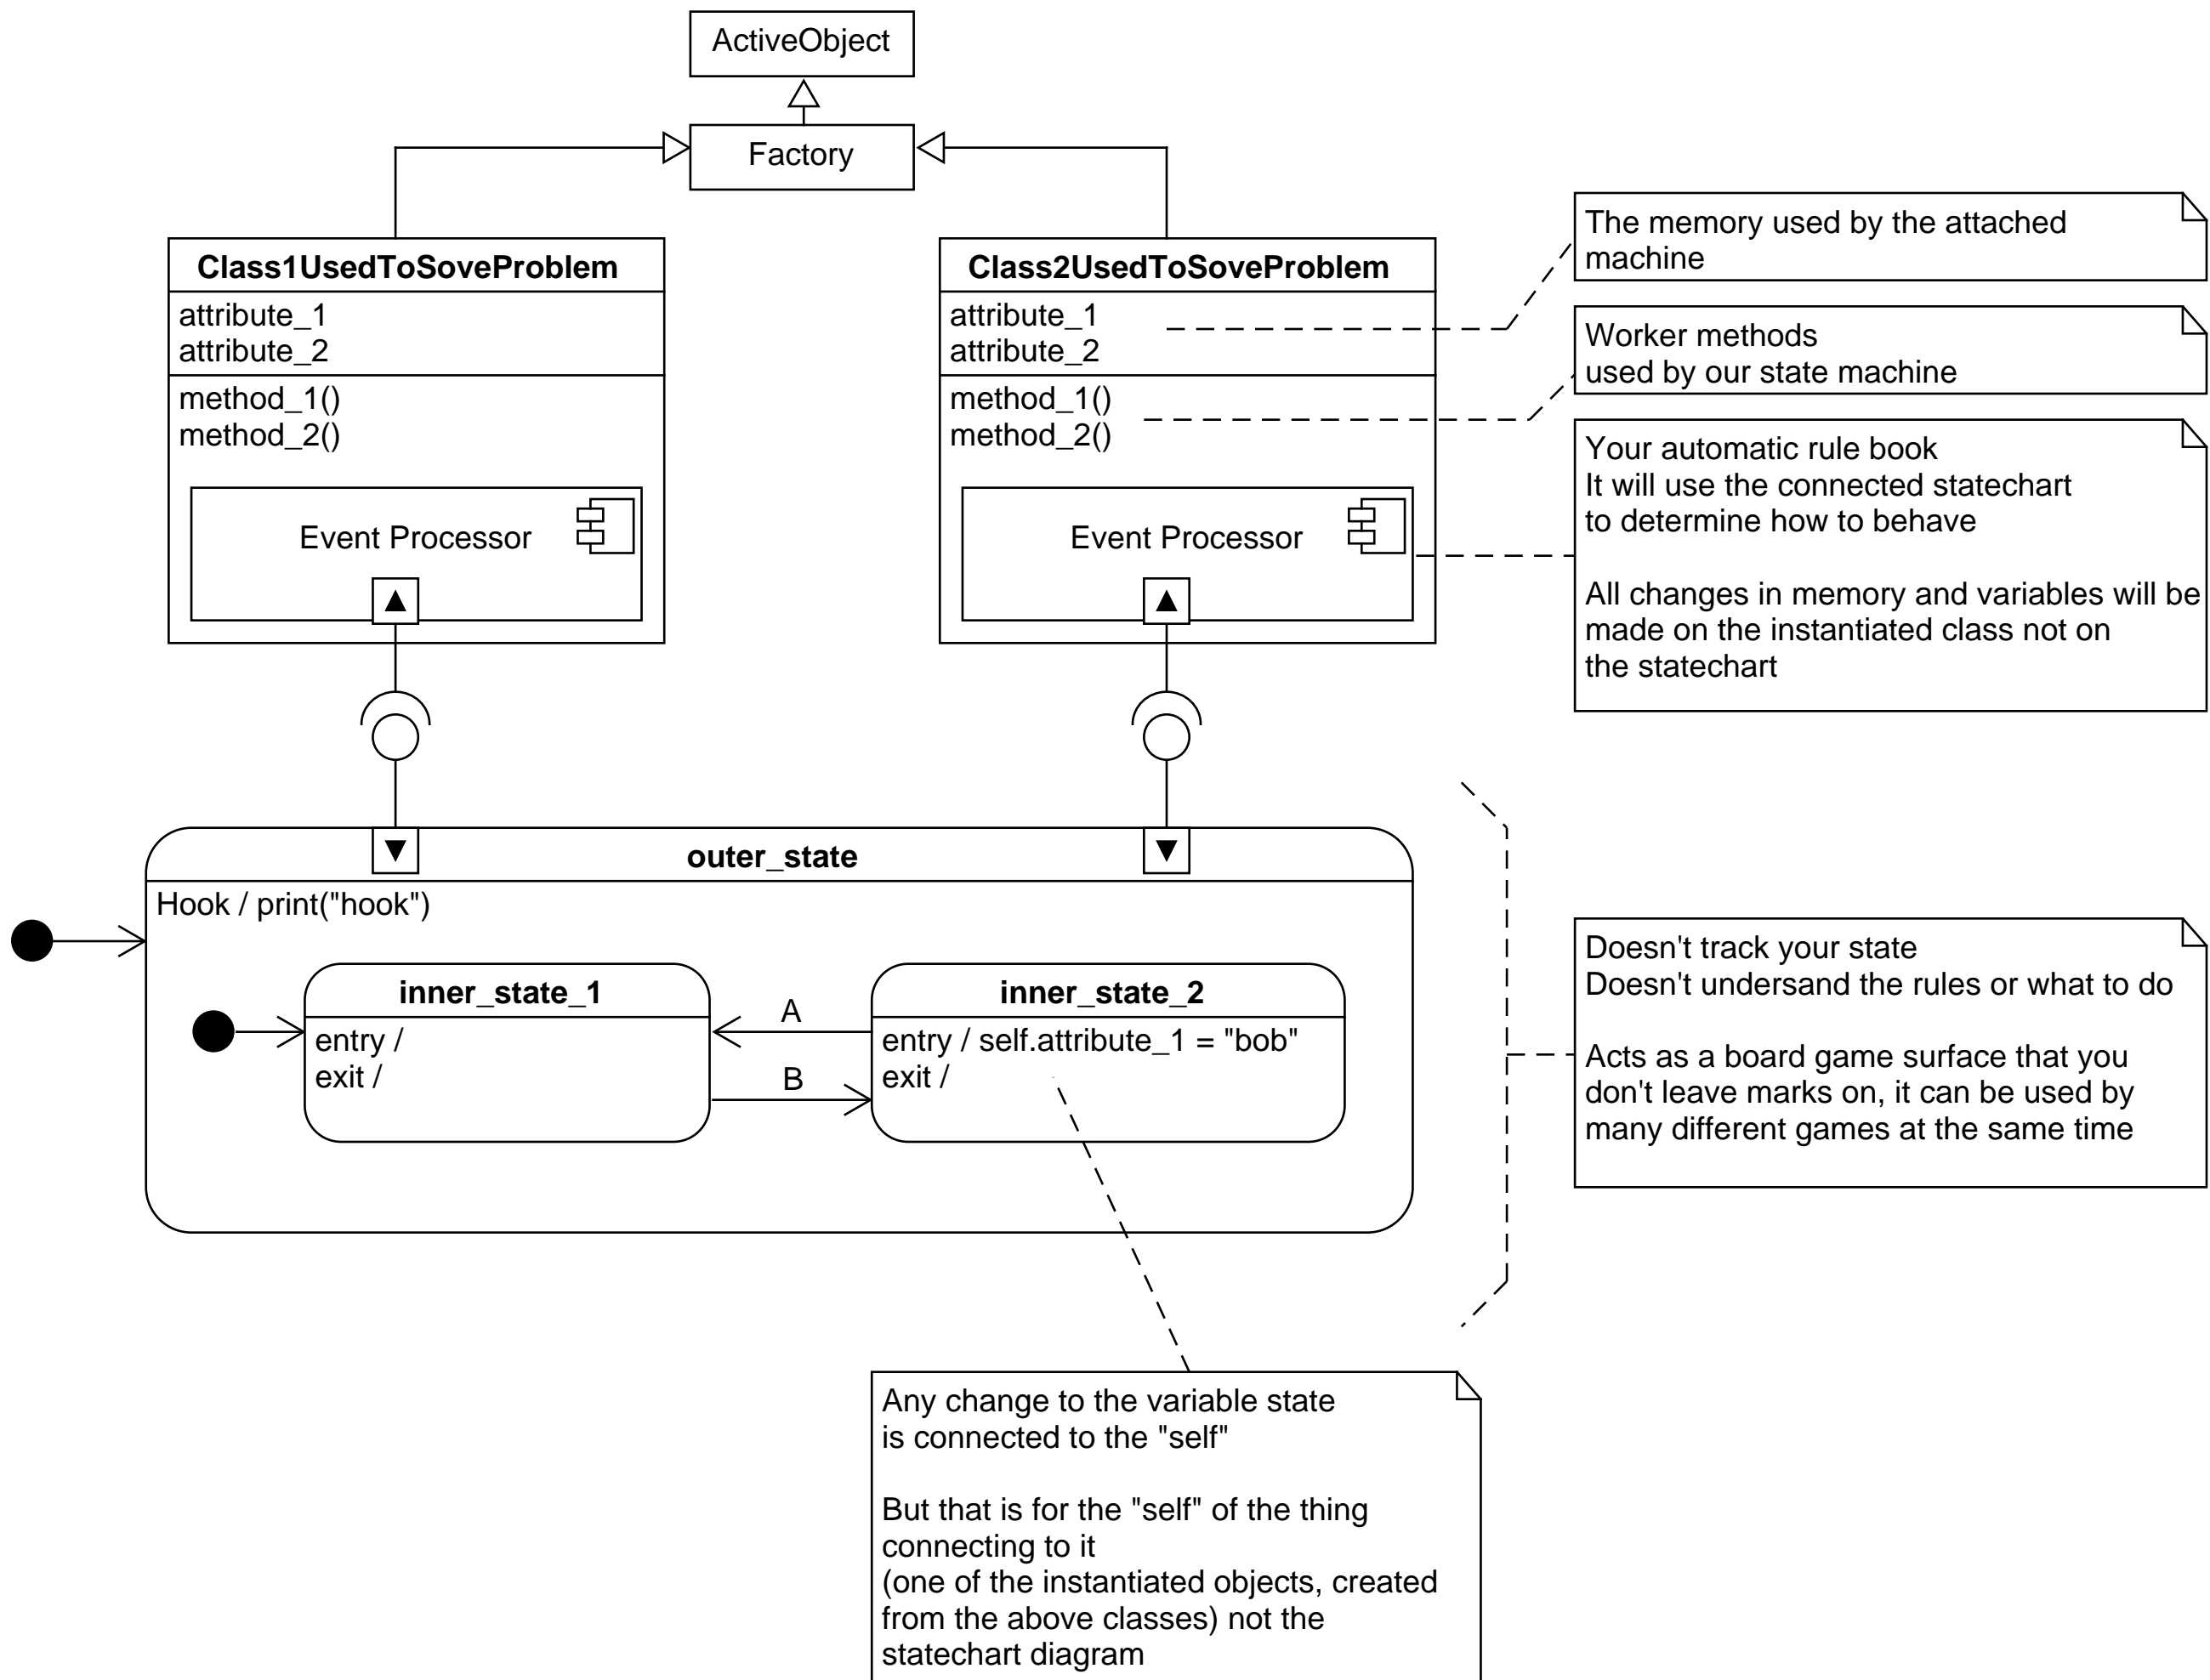 ActiveObject
Factory
Class1UsedToSoveProblem
attribute_1
attribute_2
method_1()
method_2()
Event Processor
Class2UsedToSoveProblem
attribute_1
attribute_2
method_1()
method_2()
Event Processor
The memory used by the attached
machine
Worker methods
used by our state machine
Your automatic rule book
It will use the connected statechart
to determine how to behave
All changes in memory and variables will be
made on the instantiated class not on
the statechart
outer_state
Hook / print("hook")
inner_state_1
entry /
exit /
A
B
inner_state_2
entry / self.attribute_1 = "bob"
exit /
Doesn't track your state
Doesn't undersand the rules or what to do
Acts as a board game surface that you
don't leave marks on, it can be used by
many different games at the same time
Any change to the variable state
is connected to the "self"
But that is for the "self" of the thing
connecting to it
(one of the instantiated objects, created
from the above classes) not the
statechart diagram